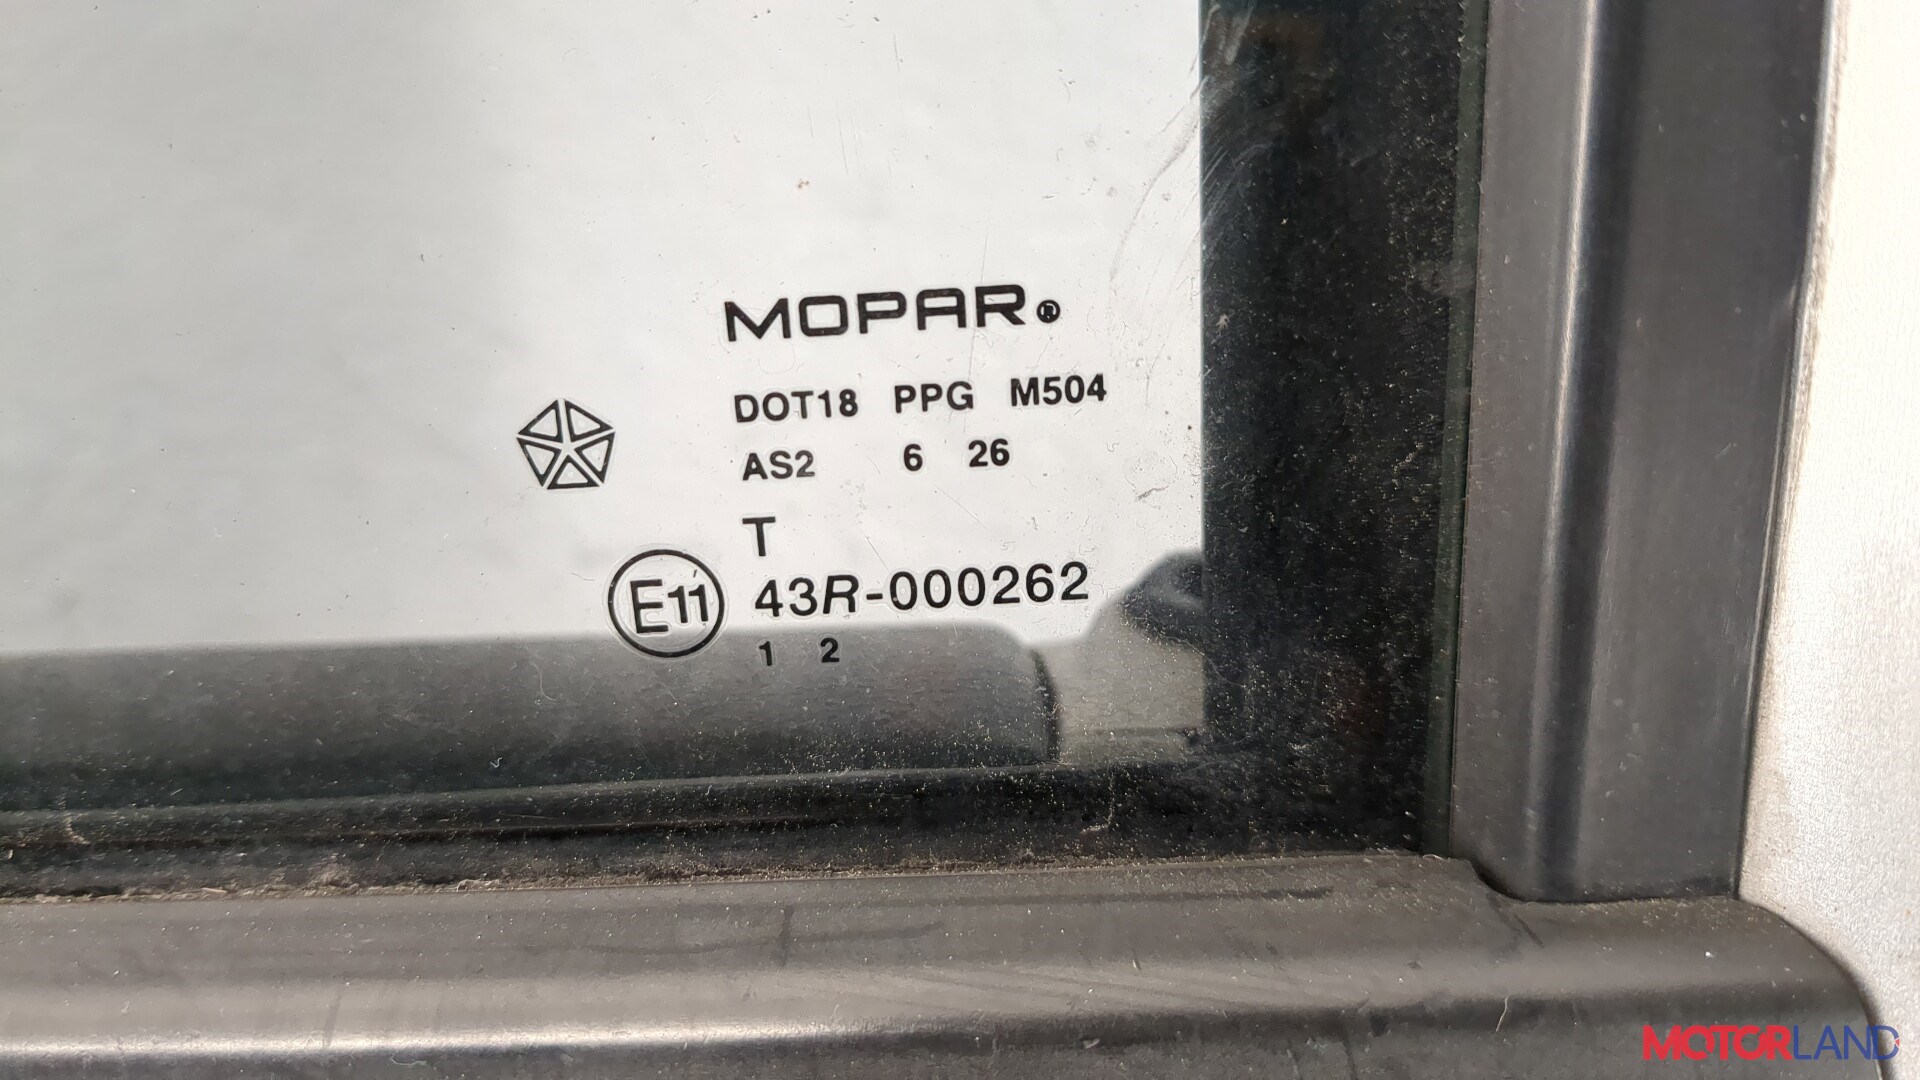 MOPAR®
DOT18 PPG M504
AS2 6 26
T
E11 43R-000262
1 2
MOTORLAND